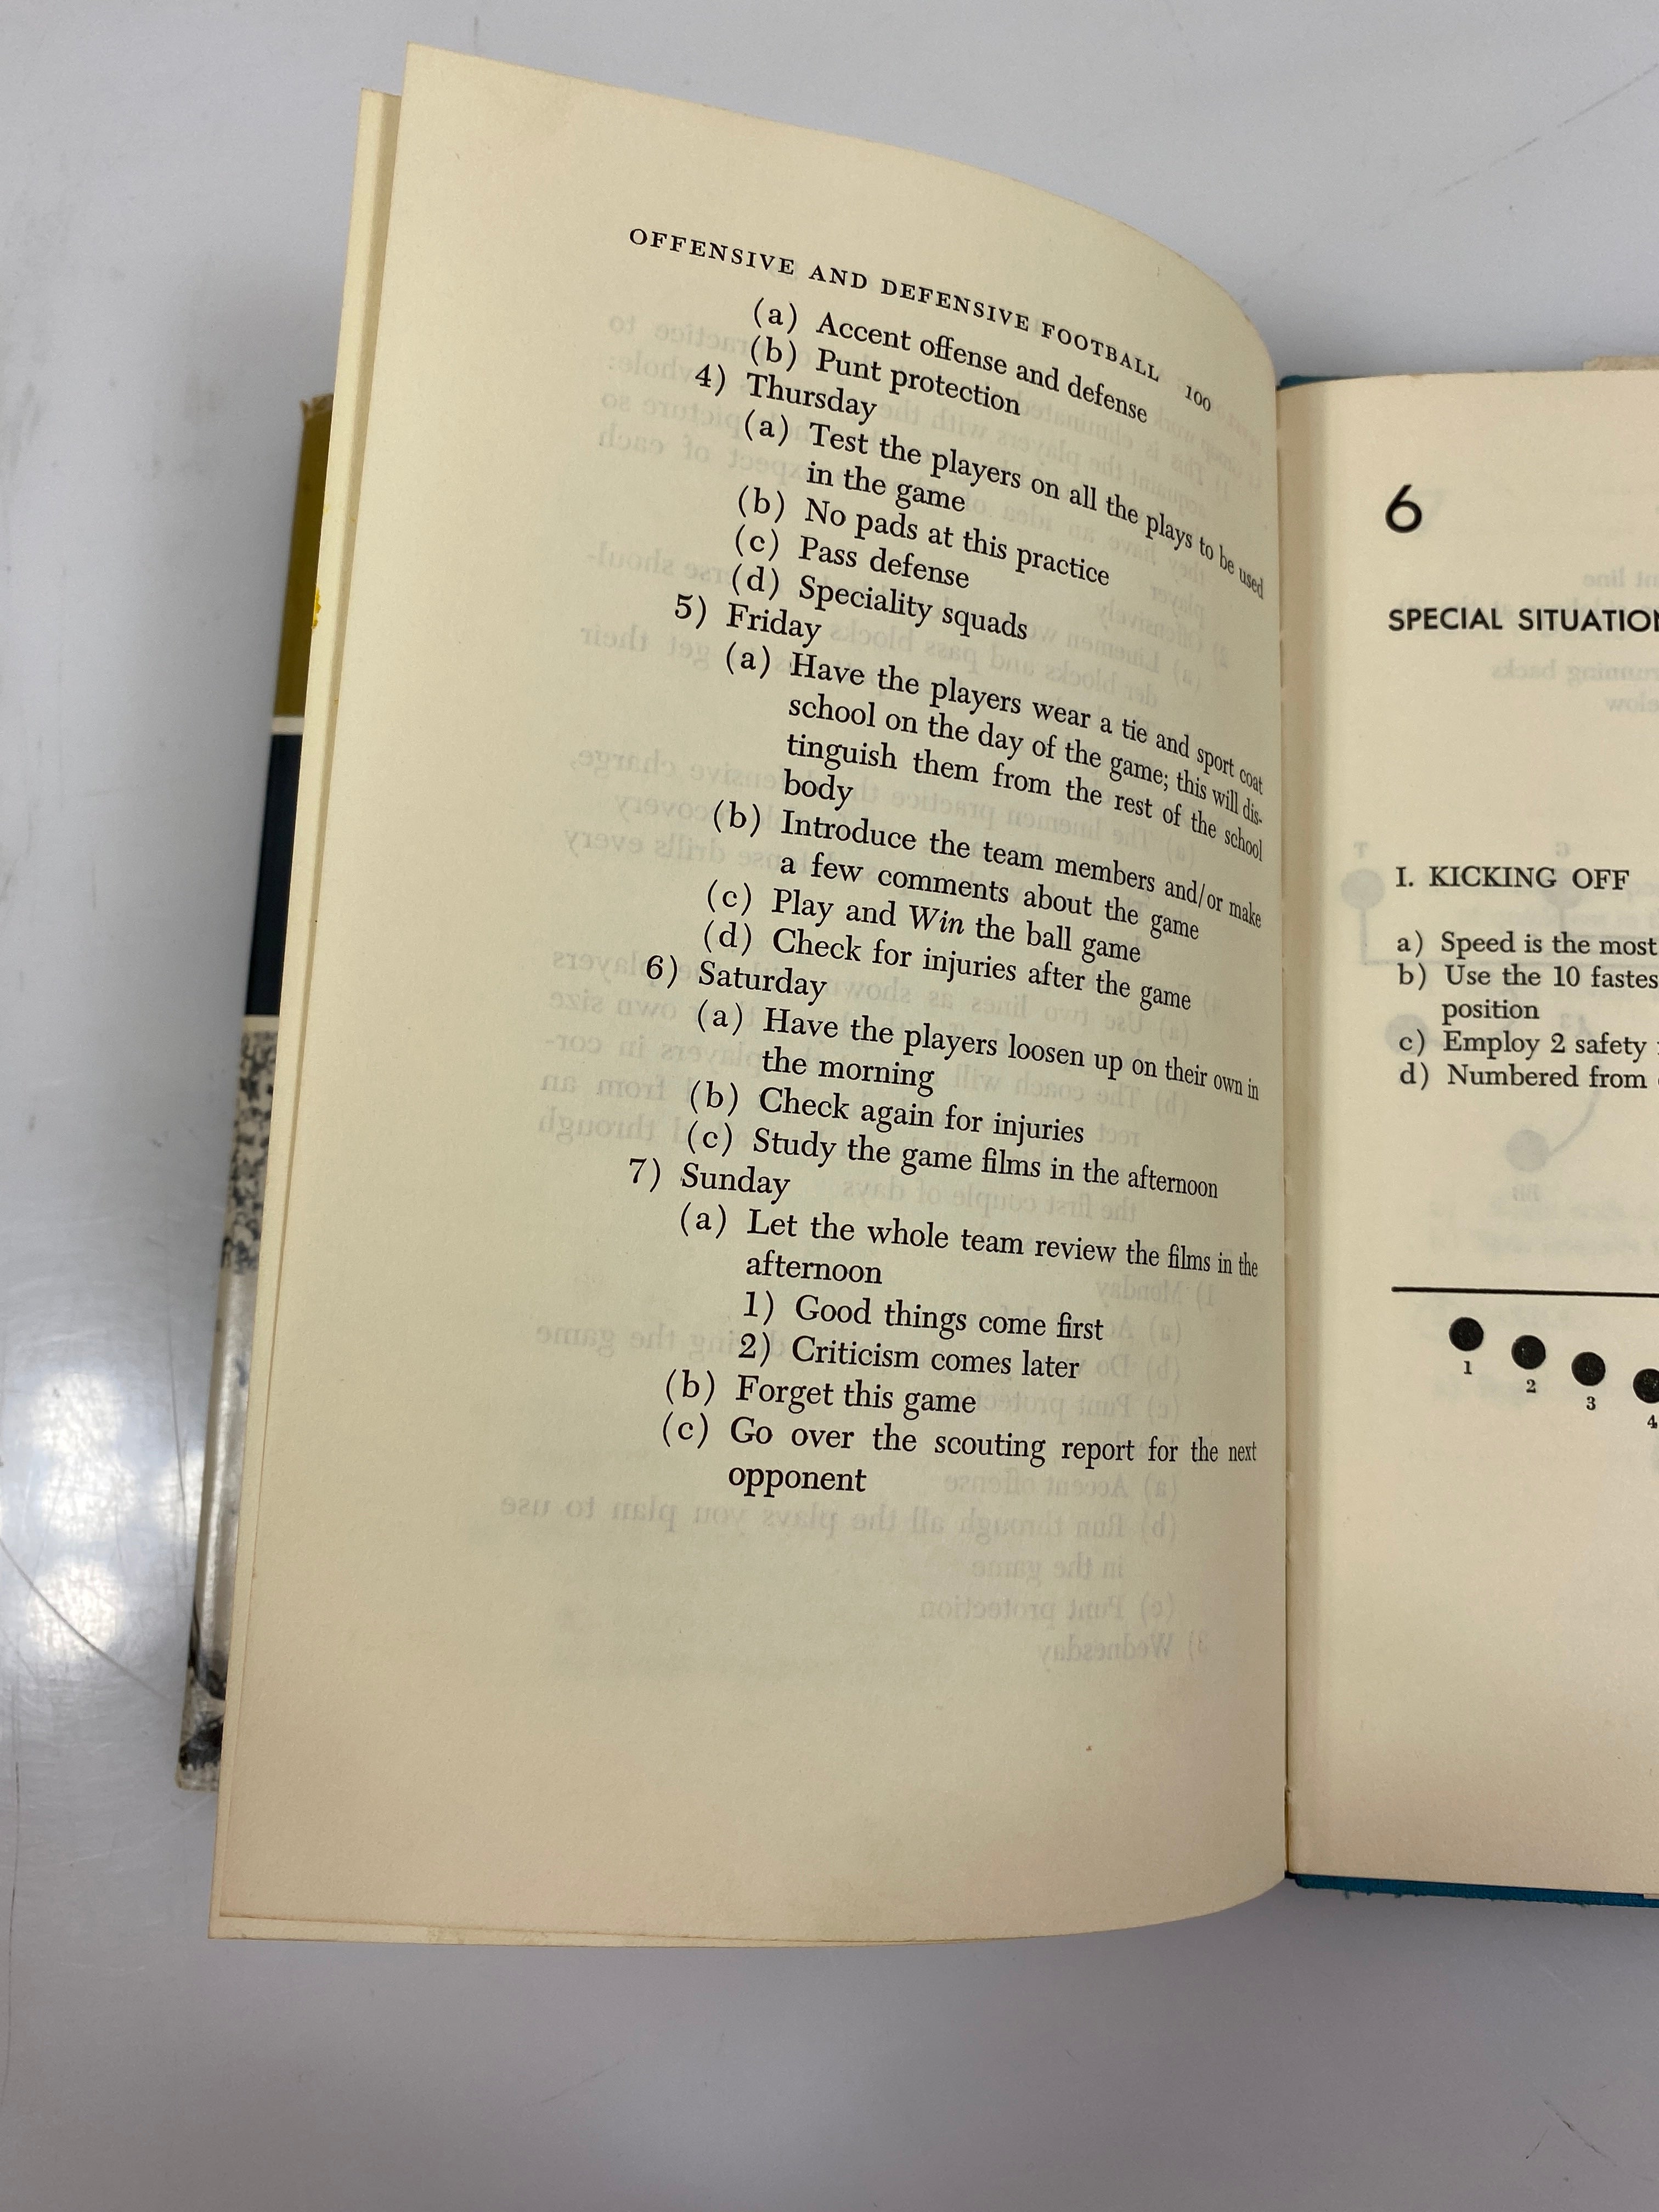 OFFENSIVE AND DEFENSIVE FOOTBALL 100
(a) Accent offense and defense
(b) Punt protection
4) Thursday
(a) Test the players on all the plays to be used
in the game
(b) No pads at this practice
(c) Pass defense
(d) Speciality squads
5) Friday
(a) Have the players wear a tie and sport coat
school on the day of the game; this will dis-
tinguish them from the rest of the school
body
(b) Introduce the team members and/or make
a few comments about the game
(c) Play and Win the ball game
(d) Check for injuries after the game
6) Saturday
(a) Have the players loosen up on their own in
the morning
(b) Check again for injuries
(c) Study the game films in the afternoon
7) Sunday
(a) Let the whole team review the films in the
afternoon
1) Good things come first
2) Criticism comes later
(b) Forget this game
(c) Go over the scouting report for the next
opponent
6
SPECIAL SITUATION
I. KICKING OFF
a) Speed is the most
b) Use the 10 fastes
position
c) Employ 2 safety
d) Numbered from
1
2
3
4